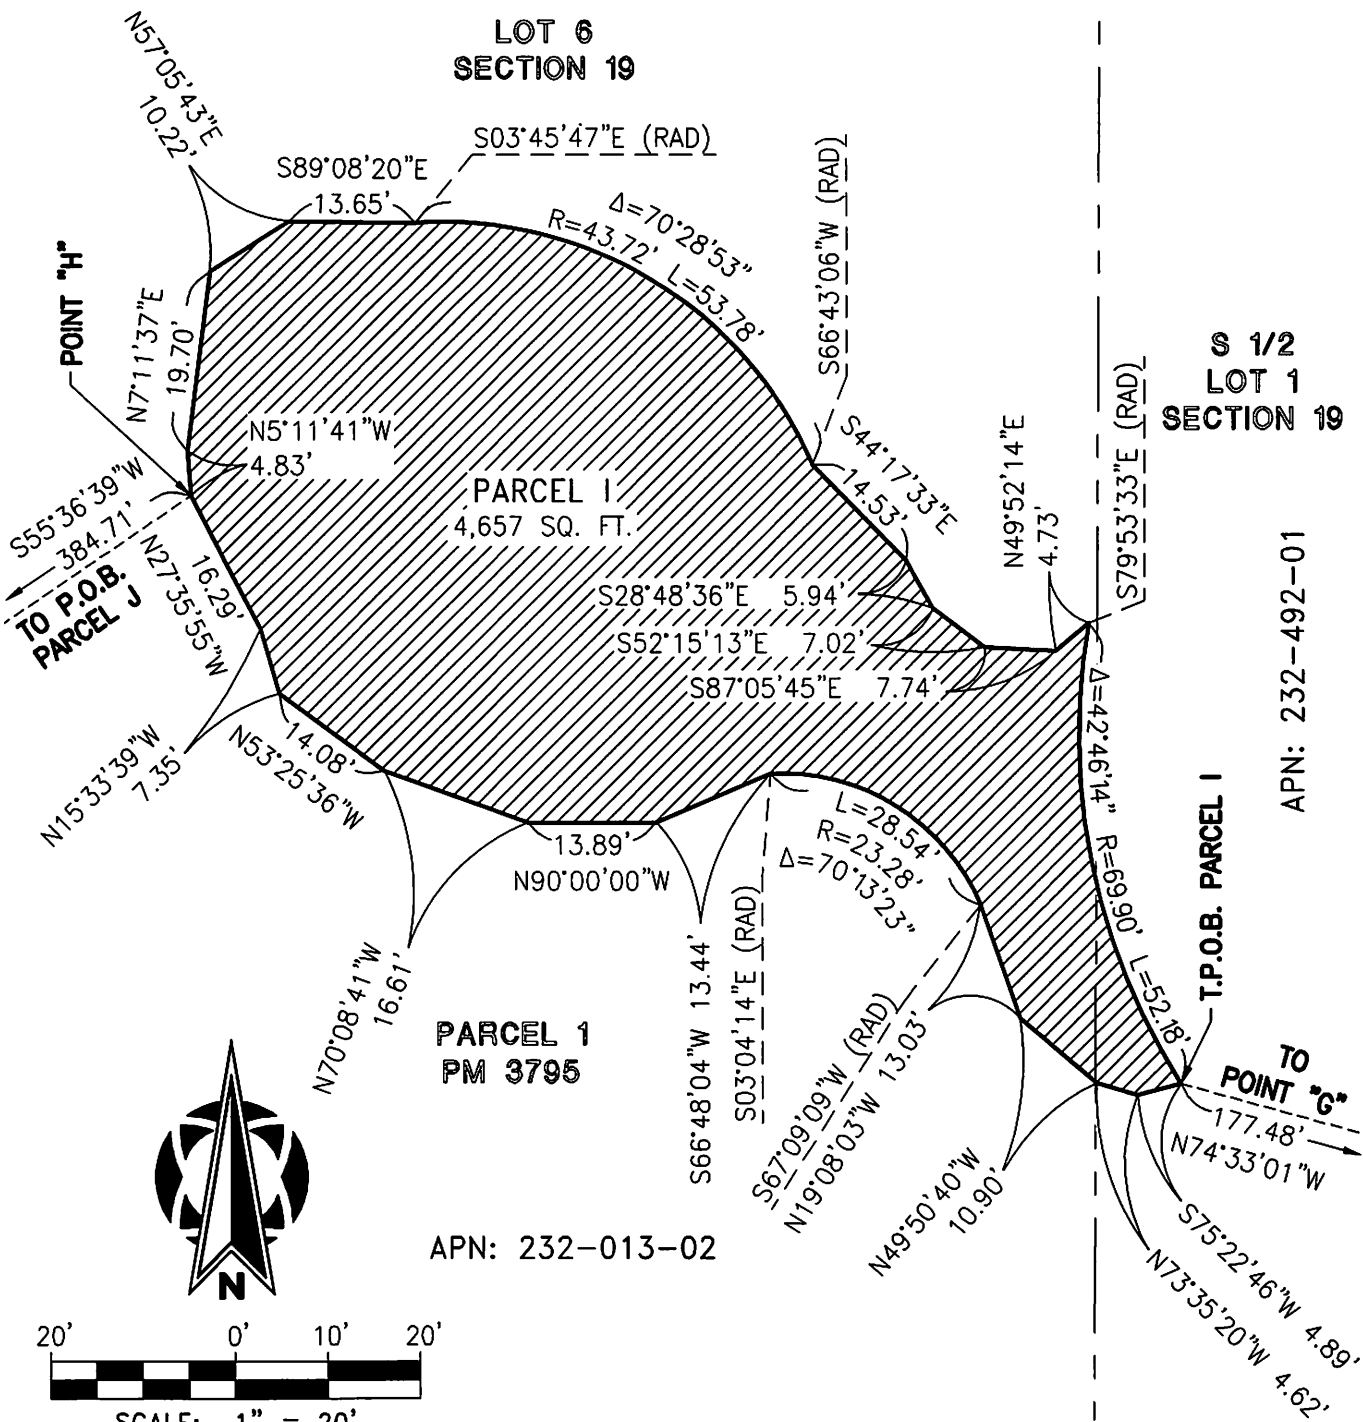 LOT 6
SECTION 19
N57°05'43"E
10.22'
S03°45'47"E (RAD)
S89°08'20"E
13.65'
Δ=70°28'53"
R=43.72' L=53.78'
S66°43'06"W (RAD)
POINT "H"
N7°11'37"E
19.70'
N5°11'41"W
4.83'
S 1/2
LOT 1
SECTION 19
S79°53'33"E (RAD)
S44°17'33"E
14.53'
N49°52'14"E
4.73'
PARCEL I
4,657 SQ. FT.
S55°36'39"W
384.71'
TO P.O.B.
PARCEL J
N27°35'55"W
16.29'
S28°48'36"E 5.94'
S52°15'13"E 7.02'
S87°05'45"E 7.74'
APN: 232-492-01
Δ=42°46'14" R=69.90' L=52.18'
T.P.O.B. PARCEL I
N15°33'39"W
7.35'
14.08'
N53°25'36"W
13.89'
N90°00'00"W
L=28.54'
R=23.28'
Δ=70°13'23"
N70°08'41"W
16.61'
S66°48'04"W 13.44'
S03°04'14"E (RAD)
S67°09'09"W (RAD)
N19°08'03"W 13.03'
PARCEL 1
PM 3795
TO
POINT "G"
177.48'
N74°33'01"W
N49°50'40"W
10.90'
S75°22'46"W 4.89'
N73°35'20"W 4.62'
APN: 232-013-02
N
20' 0' 10' 20'
SCALE: 1" = 20'